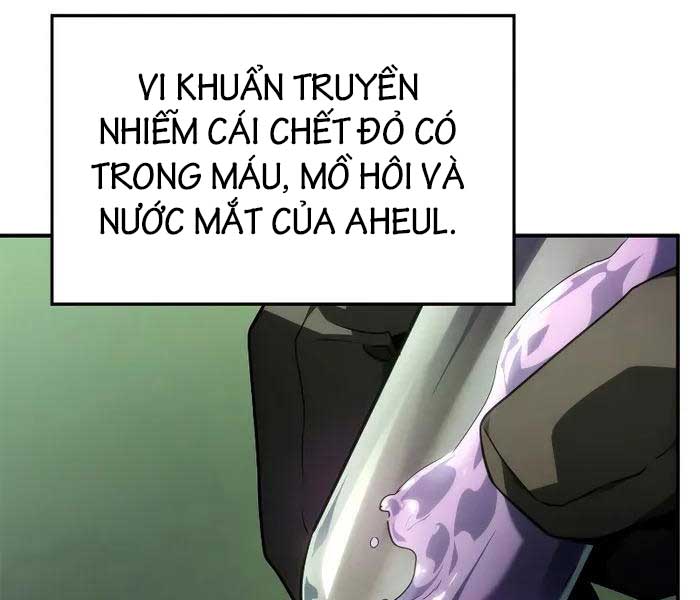 VI KHUẨN TRUYỀN
NHIỄM CÁI CHẾT ĐỎ CÓ
TRONG MÁU, MỒ HÔI VÀ
NƯỚC MẮT CỦA AHEUL.